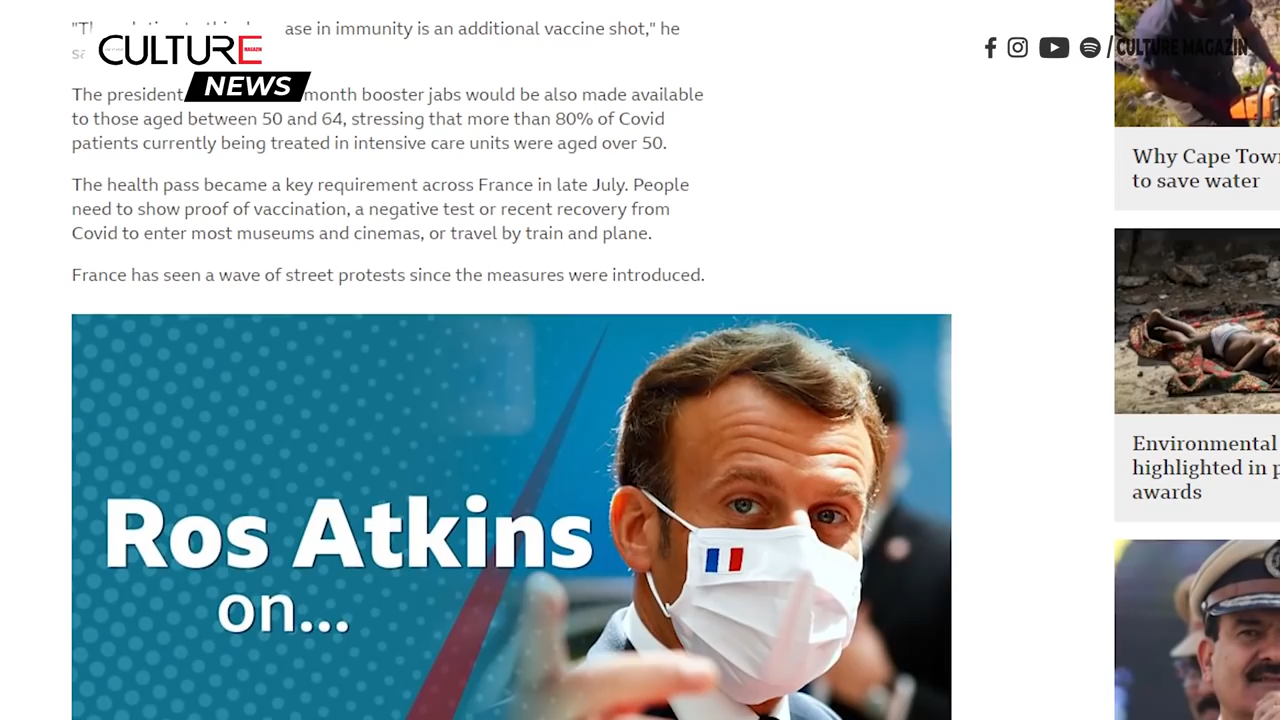 ase in immunity is an additional vaccine shot," he
CULTURE
MAGAZIN
NEWS
/ CULTURE MAGAZIN
The president month booster jabs would be also made available
to those aged between 50 and 64, stressing that more than 80% of Covid
patients currently being treated in intensive care units were aged over 50.
The health pass became a key requirement across France in late July. People
need to show proof of vaccination, a negative test or recent recovery from
Covid to enter most museums and cinemas, or travel by train and plane.
France has seen a wave of street protests since the measures were introduced.
Ros Atkins
on...
Why Cape Town
to save water
Environmental
highlighted in p
awards